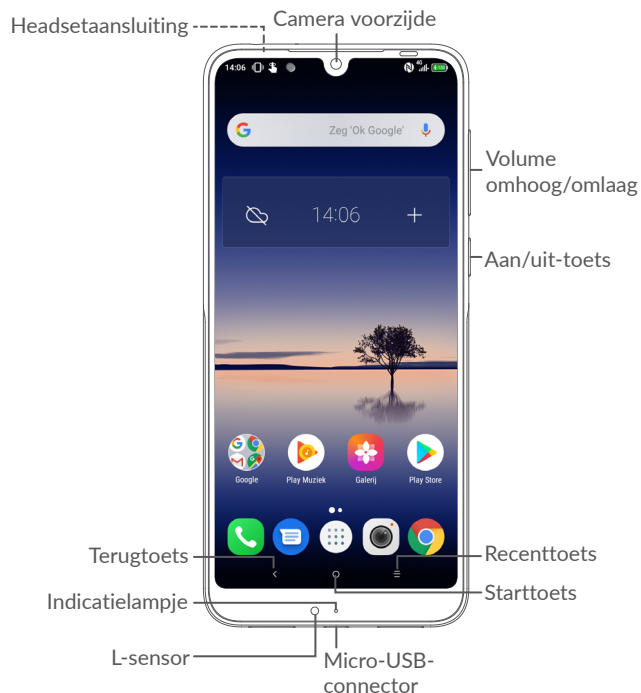 Headsetaansluiting
Camera voorzijde
14:06
4G
Zeg 'Ok Google'
Volume
omhoog/omlaag
14:06
Aan/uit-toets
Google
Play Muziek
Galerij
Play Store
Terugtoets
Recenttoets
Starttoets
Indicatielampje
L-sensor
Micro-USB-
connector